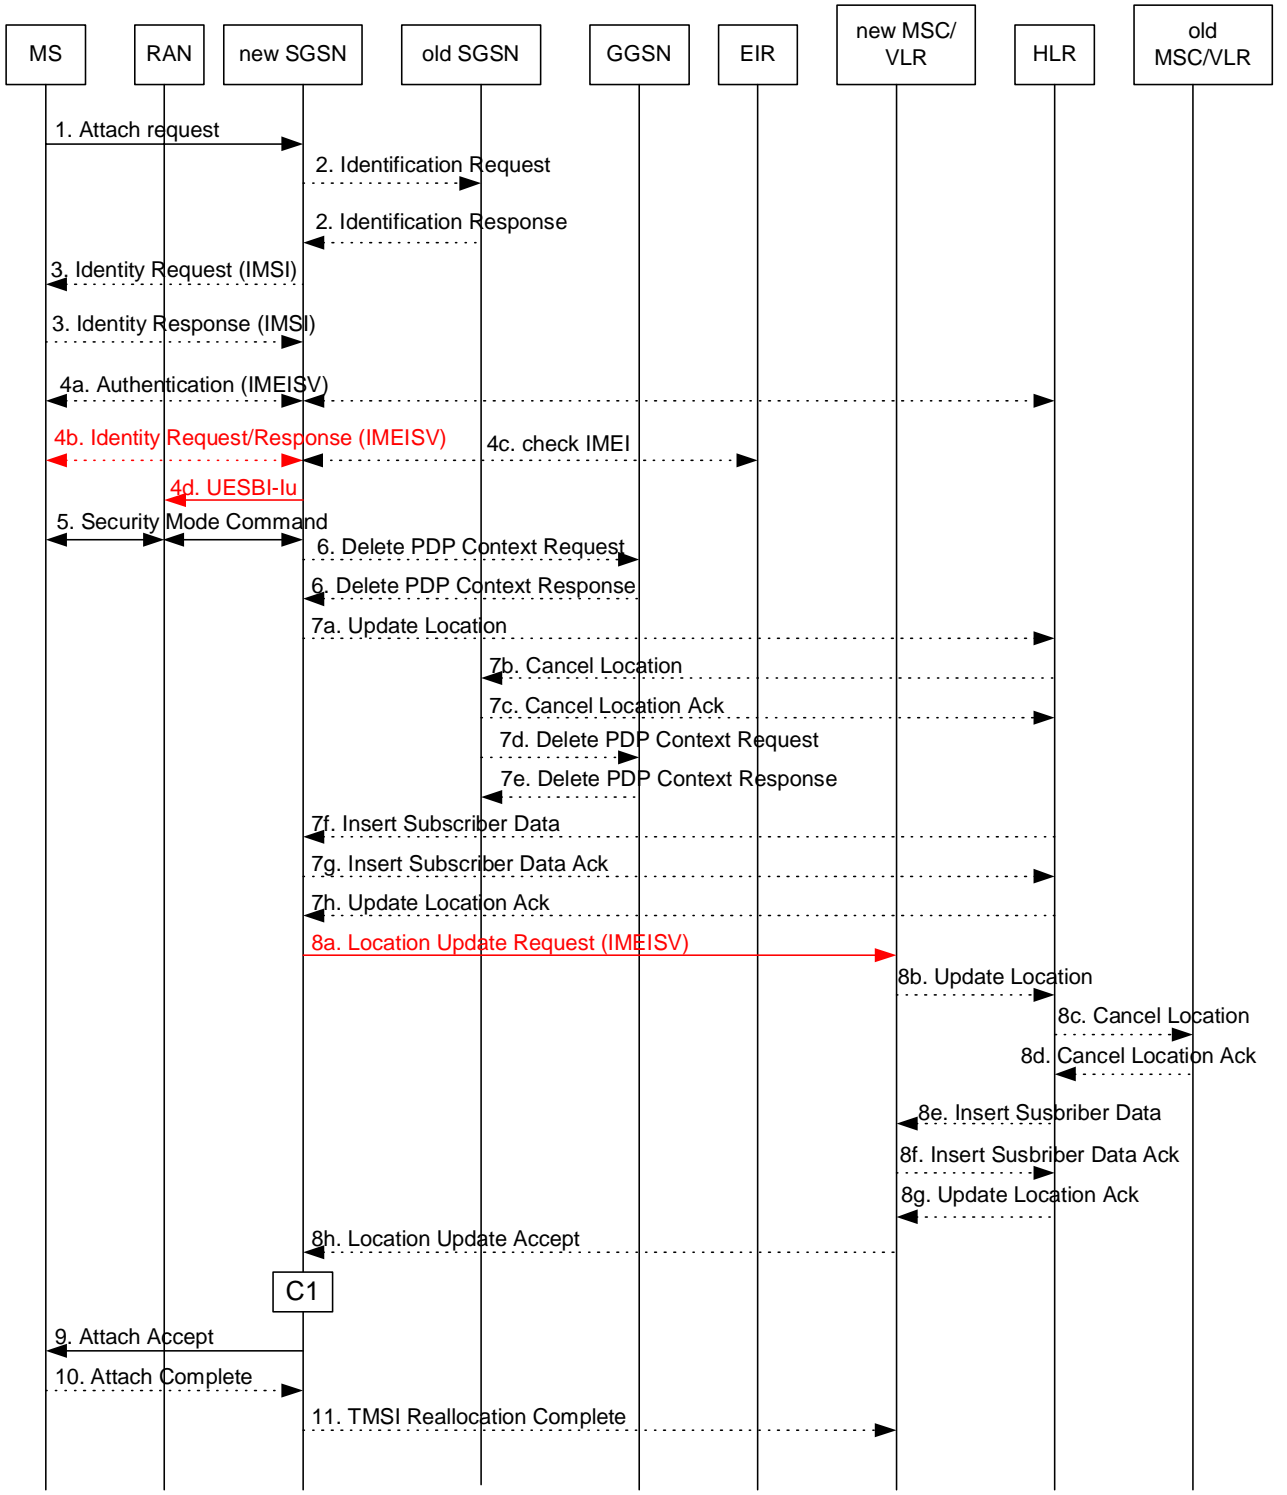 MS
RAN
new SGSN
old SGSN
GGSN
EIR
new MSC/
VLR
HLR
old
MSC/VLR
1. Attach request
2. Identification Request
2. Identification Response
3. Identity Request (IMSI)
3. Identity Response (IMSI)
4a. Authentication (IMEISV)
4b. Identity Request/Response (IMEISV)
4c. check IMEI
4d. UESBI-Iu
5. Security Mode Command
6. Delete PDP Context Request
6. Delete PDP Context Response
7a. Update Location
7b. Cancel Location
7c. Cancel Location Ack
7d. Delete PDP Context Request
7e. Delete PDP Context Response
7f. Insert Subscriber Data
7g. Insert Subscriber Data Ack
7h. Update Location Ack
8a. Location Update Request (IMEISV)
8b. Update Location
8c. Cancel Location
8d. Cancel Location Ack
8e. Insert Susbriber Data
8f. Insert Susbriber Data Ack
8g. Update Location Ack
8h. Location Update Accept
C1
9. Attach Accept
10. Attach Complete
11. TMSI Reallocation Complete